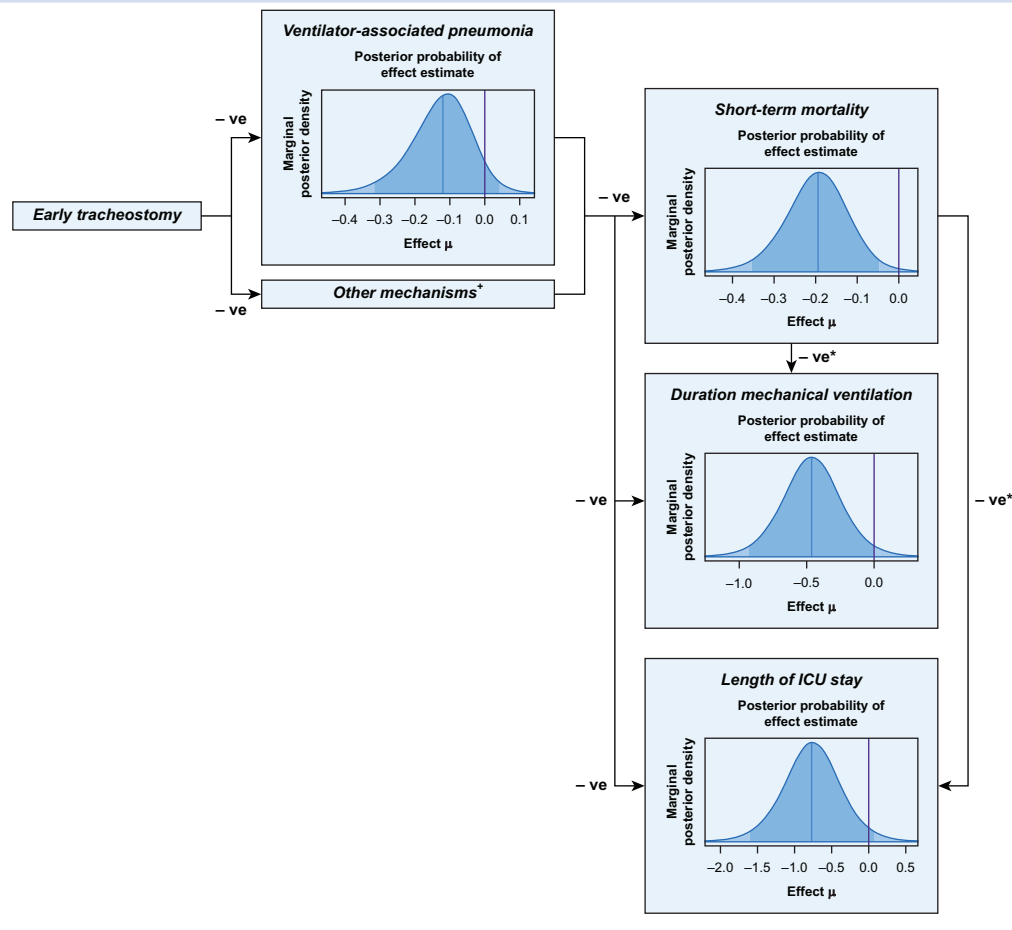 Ventilator-associated pneumonia
Posterior probability of
effect estimate
Marginal
posterior density
–0.4 –0.3 –0.2 –0.1 0.0 0.1
Effect μ
– ve
Early tracheostomy
– ve
Other mechanisms+
– ve
Short-term mortality
Posterior probability of
effect estimate
Marginal
posterior density
–0.4 –0.3 –0.2 –0.1 0.0
Effect μ
– ve*
Duration mechanical ventilation
Posterior probability of
effect estimate
Marginal
posterior density
–1.0 –0.5 0.0
Effect μ
– ve
– ve*
Length of ICU stay
Posterior probability of
effect estimate
Marginal
posterior density
–2.0 –1.5 –1.0 –0.5 0.0 0.5
Effect μ
– ve